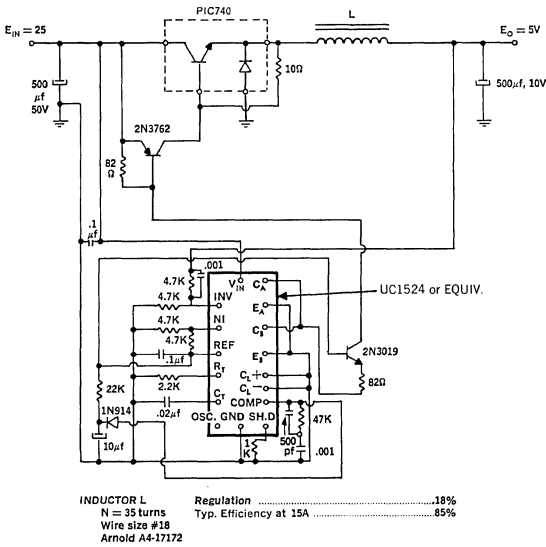 PIC740
L
E_IN = 25
E_O = 5V
500
µf
50V
10Ω
500µf, 10V
2N3762
82
Ω
.1
µf
.001
4.7K
V_IN
C_A
UC1524 or EQUIV.
INV
E_A
4.7K
NI
C_B
4.7K
REF
E_B
2N3019
.1µf
R_T
C_L +
82Ω
22K
2.2K
C_L −
C_T
COMP
1N914
.02µf
47K
OSC. GND SH.D
10µf
1
K
500
pf
.001
INDUCTOR L
N = 35 turns
Wire size #18
Arnold A4-17172
Regulation .18%
Typ. Efficiency at 15A 85%